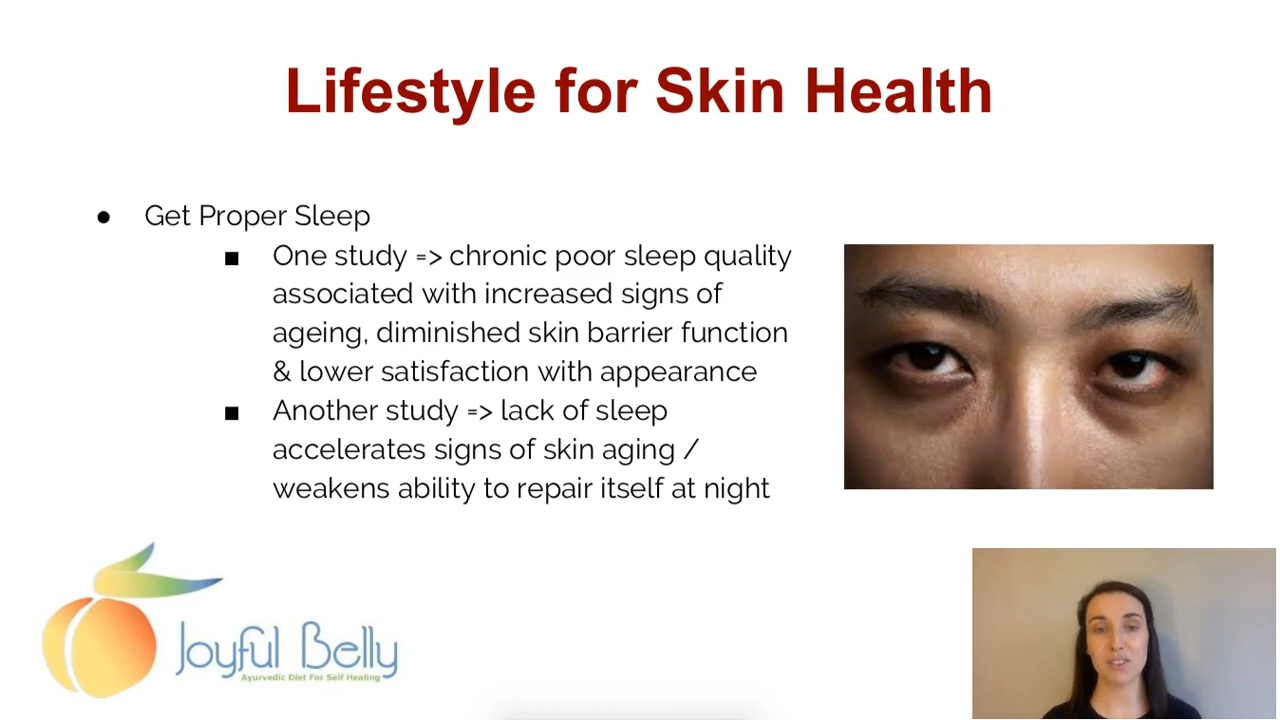 Lifestyle for Skin Health
● Get Proper Sleep
■ One study => chronic poor sleep quality
associated with increased signs of
ageing, diminished skin barrier function
& lower satisfaction with appearance
■ Another study => lack of sleep
accelerates signs of skin aging /
weakens ability to repair itself at night
Joyful Belly
Ayurvedic Diet For Self Healing